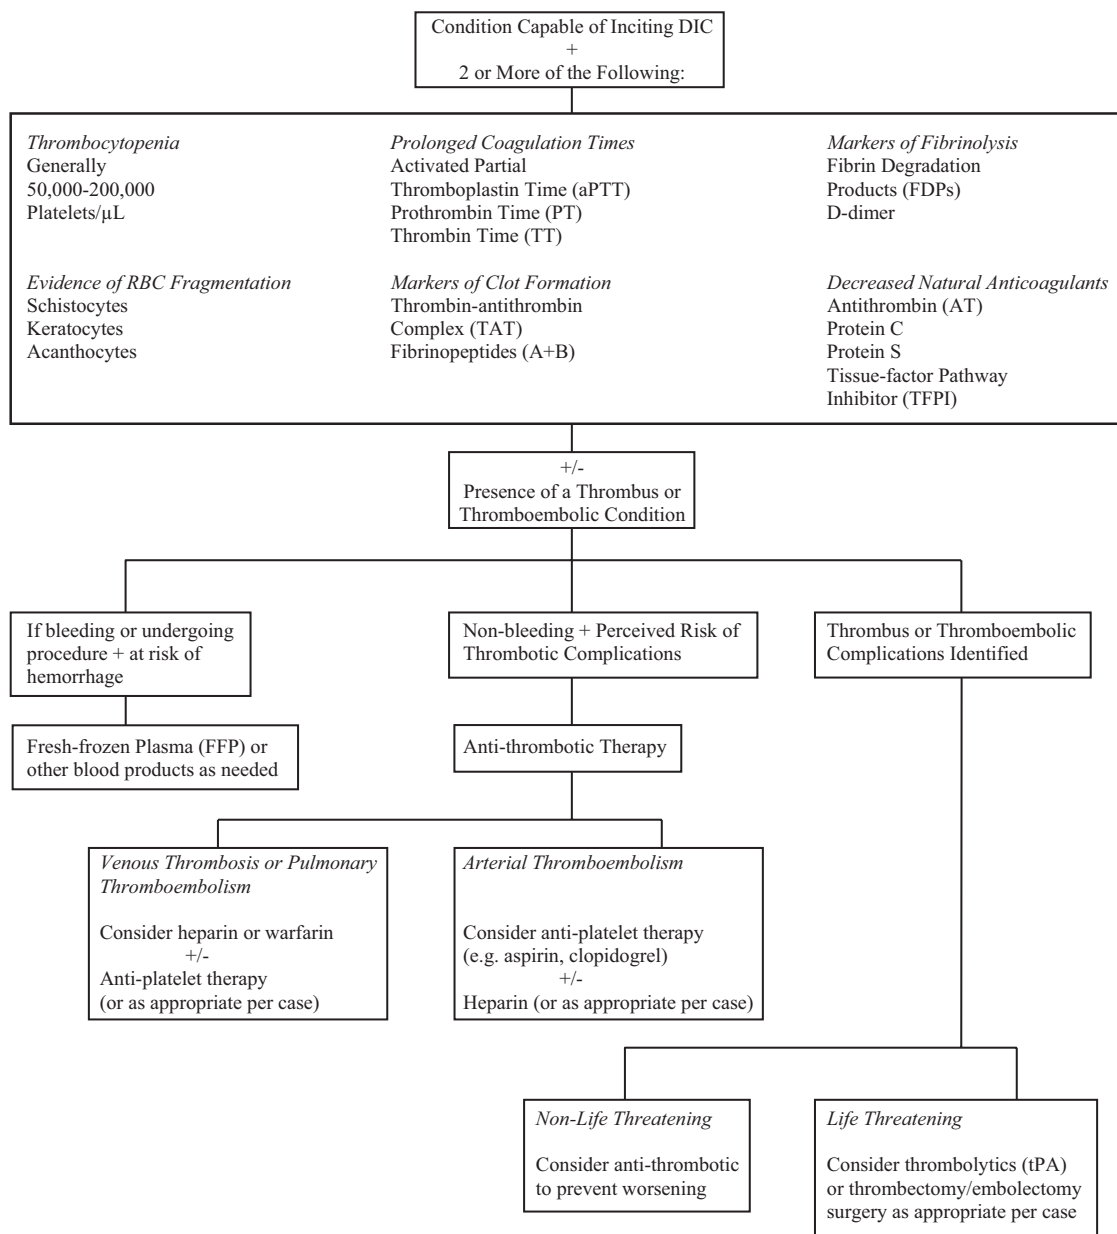 Condition Capable of Inciting DIC
+
2 or More of the Following:
Thrombocytopenia
Generally
50,000-200,000
Platelets/µL
Prolonged Coagulation Times
Activated Partial
Thromboplastin Time (aPTT)
Prothrombin Time (PT)
Thrombin Time (TT)
Markers of Fibrinolysis
Fibrin Degradation
Products (FDPs)
D-dimer
Evidence of RBC Fragmentation
Schistocytes
Keratocytes
Acanthocytes
Markers of Clot Formation
Thrombin-antithrombin
Complex (TAT)
Fibrinopeptides (A+B)
Decreased Natural Anticoagulants
Antithrombin (AT)
Protein C
Protein S
Tissue-factor Pathway
Inhibitor (TFPI)
+/-
Presence of a Thrombus or
Thromboembolic Condition
If bleeding or undergoing
procedure + at risk of
hemorrhage
Non-bleeding + Perceived Risk of
Thrombotic Complications
Thrombus or Thromboembolic
Complications Identified
Fresh-frozen Plasma (FFP) or
other blood products as needed
Anti-thrombotic Therapy
Venous Thrombosis or Pulmonary
Thromboembolism
Consider heparin or warfarin
+/-
Anti-platelet therapy
(or as appropriate per case)
Arterial Thromboembolism
Consider anti-platelet therapy
(e.g. aspirin, clopidogrel)
+/-
Heparin (or as appropriate per case)
Non-Life Threatening
Consider anti-thrombotic
to prevent worsening
Life Threatening
Consider thrombolytics (tPA)
or thrombectomy/embolectomy
surgery as appropriate per case